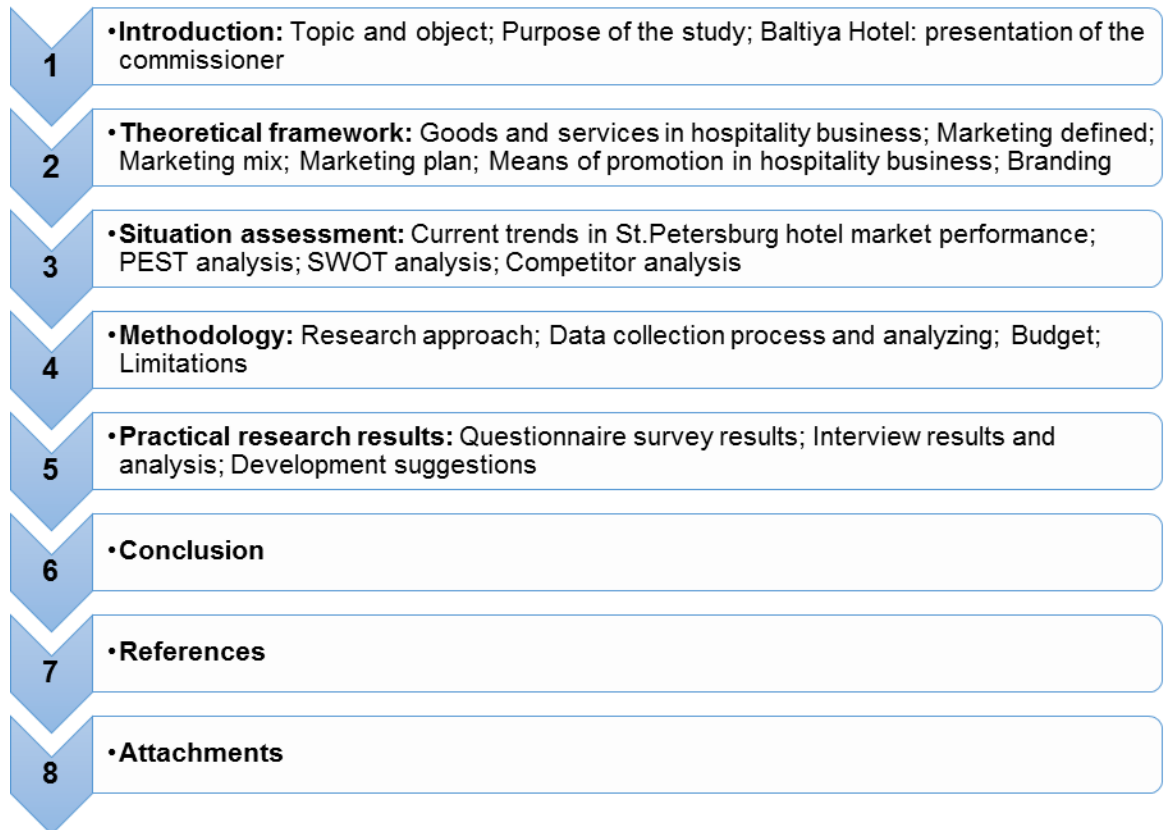 1
•Introduction: Topic and object; Purpose of the study; Baltiya Hotel: presentation of the
commissioner
2
•Theoretical framework: Goods and services in hospitality business; Marketing defined;
Marketing mix; Marketing plan; Means of promotion in hospitality business; Branding
3
•Situation assessment: Current trends in St.Petersburg hotel market performance;
PEST analysis; SWOT analysis; Competitor analysis
4
•Methodology: Research approach; Data collection process and analyzing; Budget;
Limitations
5
•Practical research results: Questionnaire survey results; Interview results and
analysis; Development suggestions
6
•Conclusion
7
•References
8
•Attachments